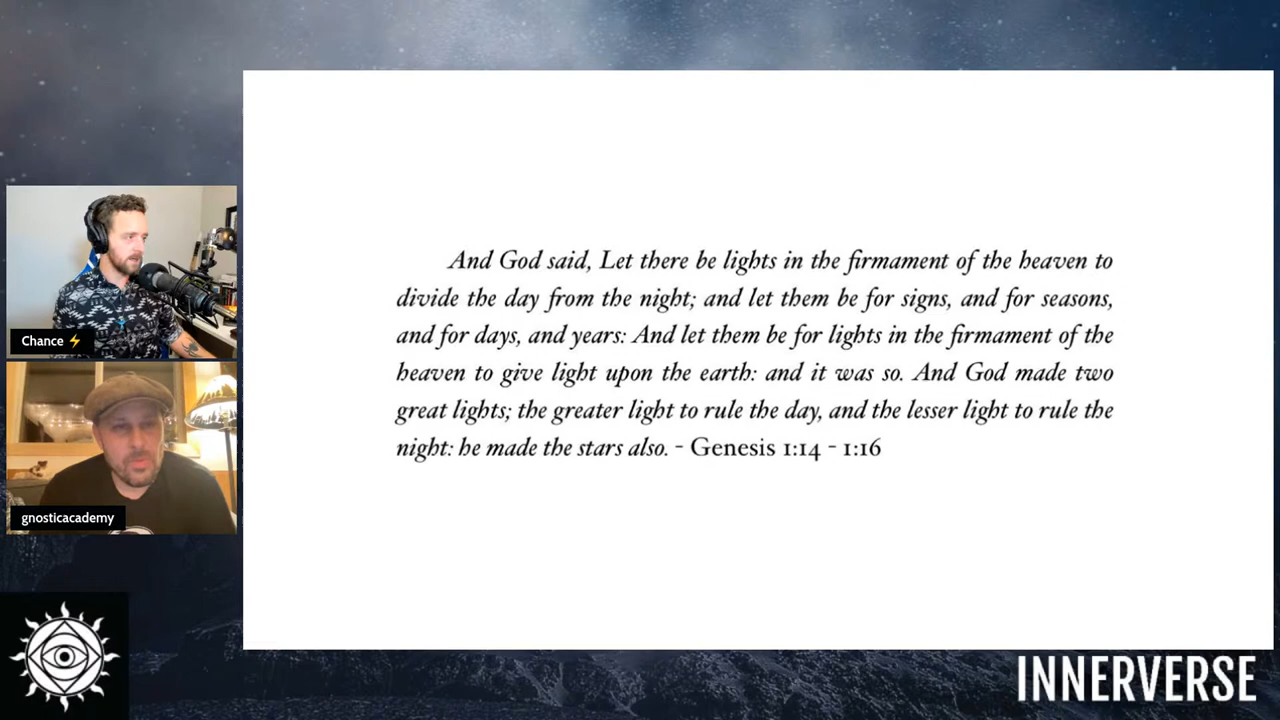 And God said, Let there be lights in the firmament of the heaven to
divide the day from the night; and let them be for signs, and for seasons,
and for days, and years: And let them be for lights in the firmament of the
heaven to give light upon the earth: and it was so. And God made two
great lights; the greater light to rule the day, and the lesser light to rule the
night: he made the stars also. - Genesis 1:14 - 1:16
Chance ⚡
gnosticacademy
INNERVERSE